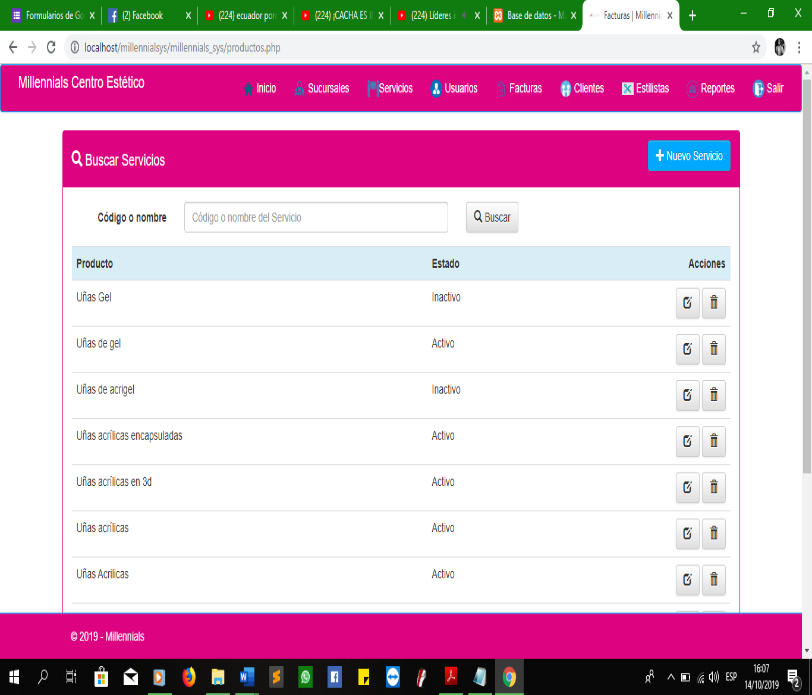 Formularios de Go
(2) Facebook
(224) ecuador por
(224) ¡CACHA ES
(224) Líderes
Base de datos - M
Facturas | Millenni
localhost/millennialsys/millennials_sys/productos.php
Millennials Centro Estético
Inicio
Sucursales
Servicios
Usuarios
Facturas
Clientes
Estilistas
Reportes
Salir
Buscar Servicios
+ Nuevo Servicio
Código o nombre
Código o nombre del Servicio
Buscar
Producto Estado Acciones
Uñas Gel Inactivo
Uñas de gel Activo
Uñas de acrigel Inactivo
Uñas acrílicas encapsuladas Activo
Uñas acrílicas en 3d Activo
Uñas acrílicas Activo
Uñas Acrilicas Activo
© 2019 - Millennials
ESP
16:07
14/10/2019
2